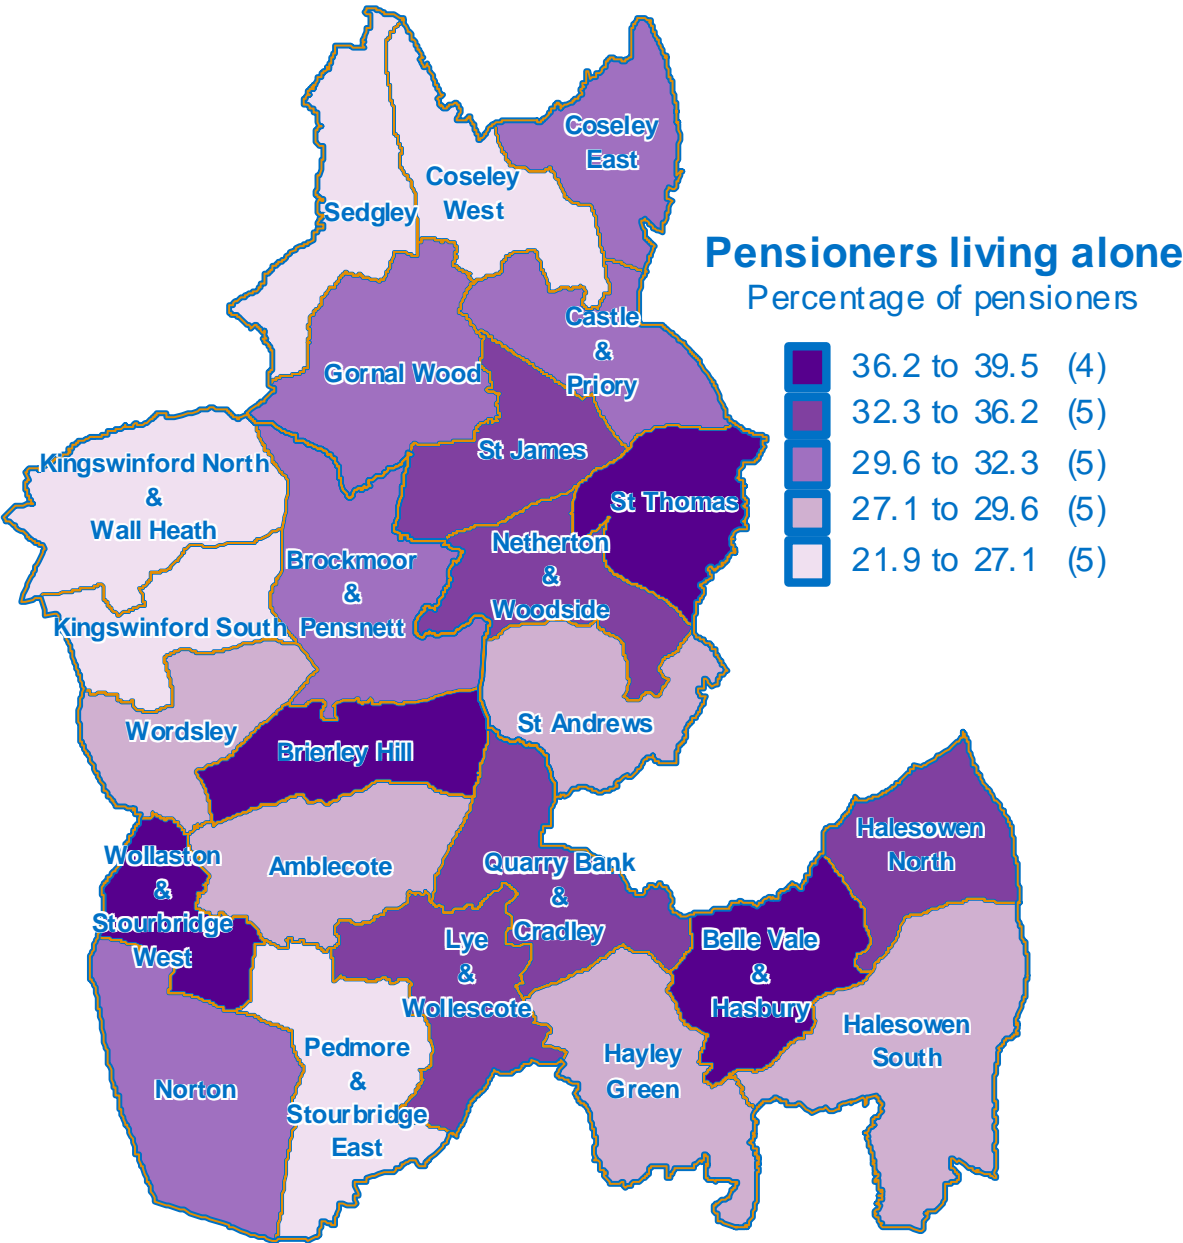 Coseley
East
Coseley
West
Sedgley
Pensioners living alone
Percentage of pensioners
36.2 to 39.5 (4)
32.3 to 36.2 (5)
29.6 to 32.3 (5)
27.1 to 29.6 (5)
21.9 to 27.1 (5)
Castle
&
Priory
Gornal Wood
St James
Kingswinford North
&
Wall Heath
St Thomas
Netherton
&
Woodside
Brockmoor
&
Pensnett
Kingswinford South
Wordsley
St Andrews
Brierley Hill
Halesowen
North
Wollaston
&
Stourbridge
West
Amblecote
Quarry Bank
&
Cradley
Lye
&
Wollescote
Belle Vale
&
Hasbury
Halesowen
South
Hayley
Green
Pedmore
&
Stourbridge
East
Norton